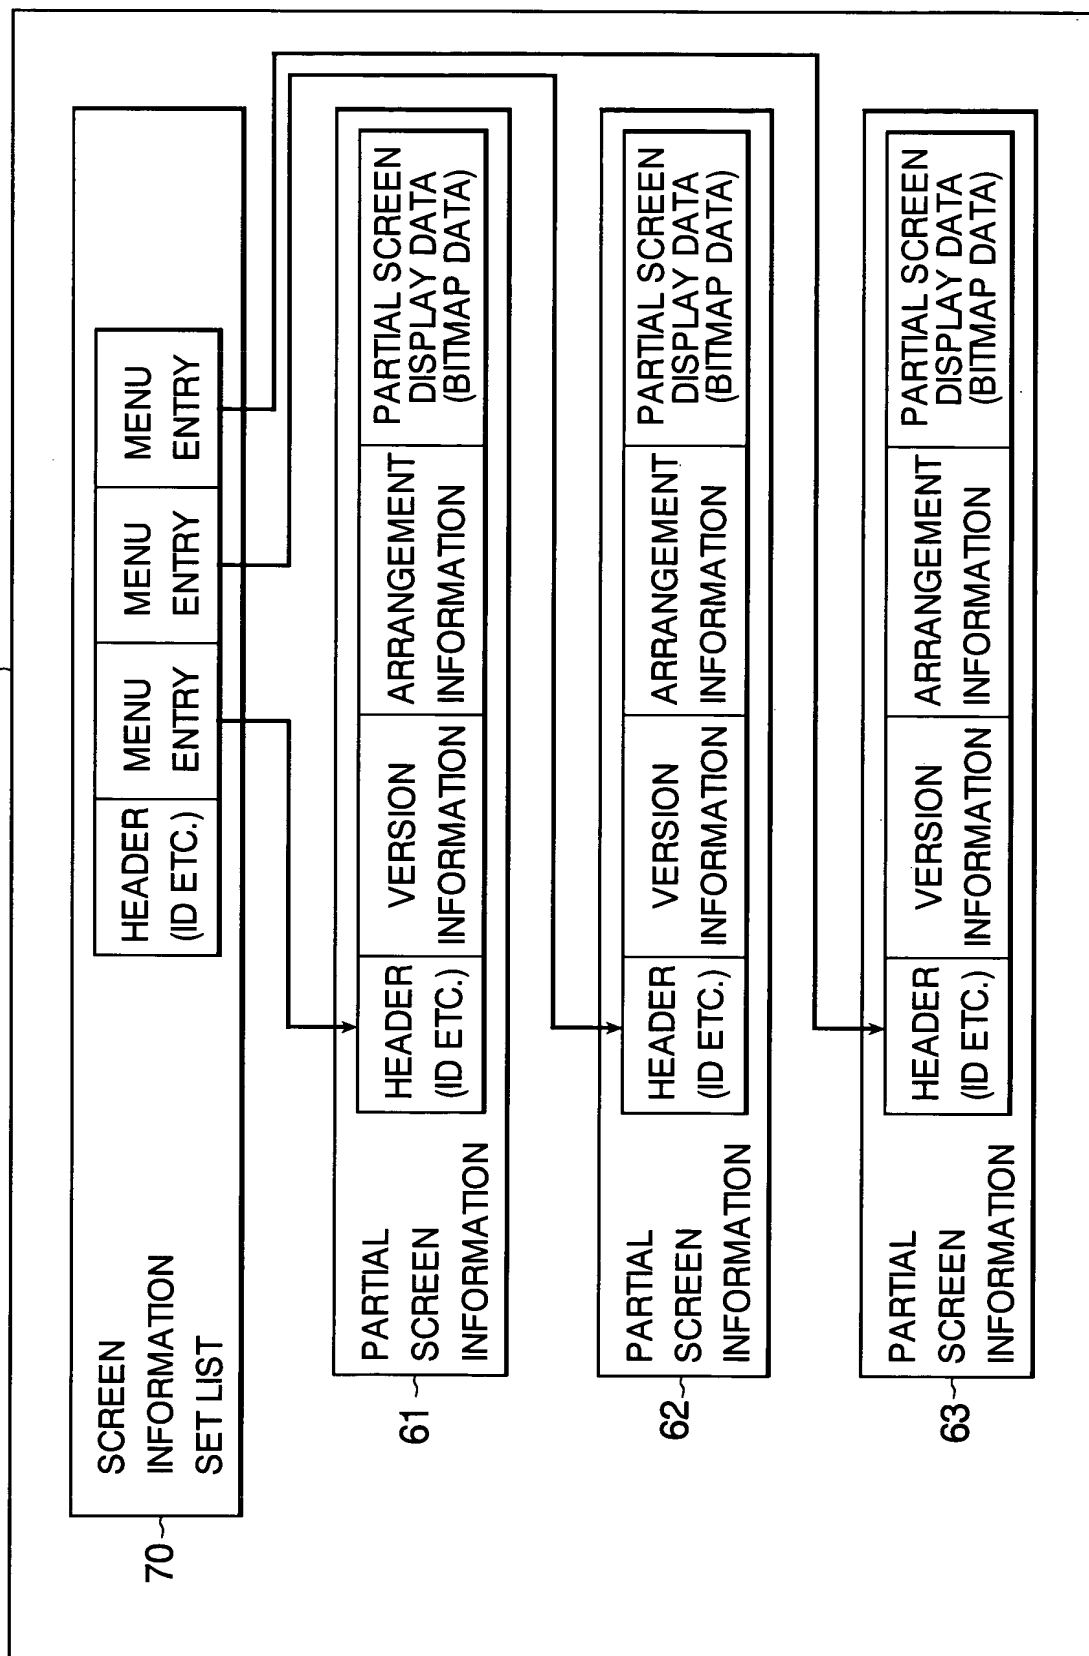 SCREEN
INFORMATION
SET LIST
70
HEADER
(ID ETC.)
MENU
ENTRY
MENU
ENTRY
MENU
ENTRY
PARTIAL
SCREEN
INFORMATION
61
HEADER
(ID ETC.)
VERSION
INFORMATION
ARRANGEMENT
INFORMATION
PARTIAL SCREEN
DISPLAY DATA
(BITMAP DATA)
PARTIAL
SCREEN
INFORMATION
62
HEADER
(ID ETC.)
VERSION
INFORMATION
ARRANGEMENT
INFORMATION
PARTIAL SCREEN
DISPLAY DATA
(BITMAP DATA)
PARTIAL
SCREEN
INFORMATION
63
HEADER
(ID ETC.)
VERSION
INFORMATION
ARRANGEMENT
INFORMATION
PARTIAL SCREEN
DISPLAY DATA
(BITMAP DATA)